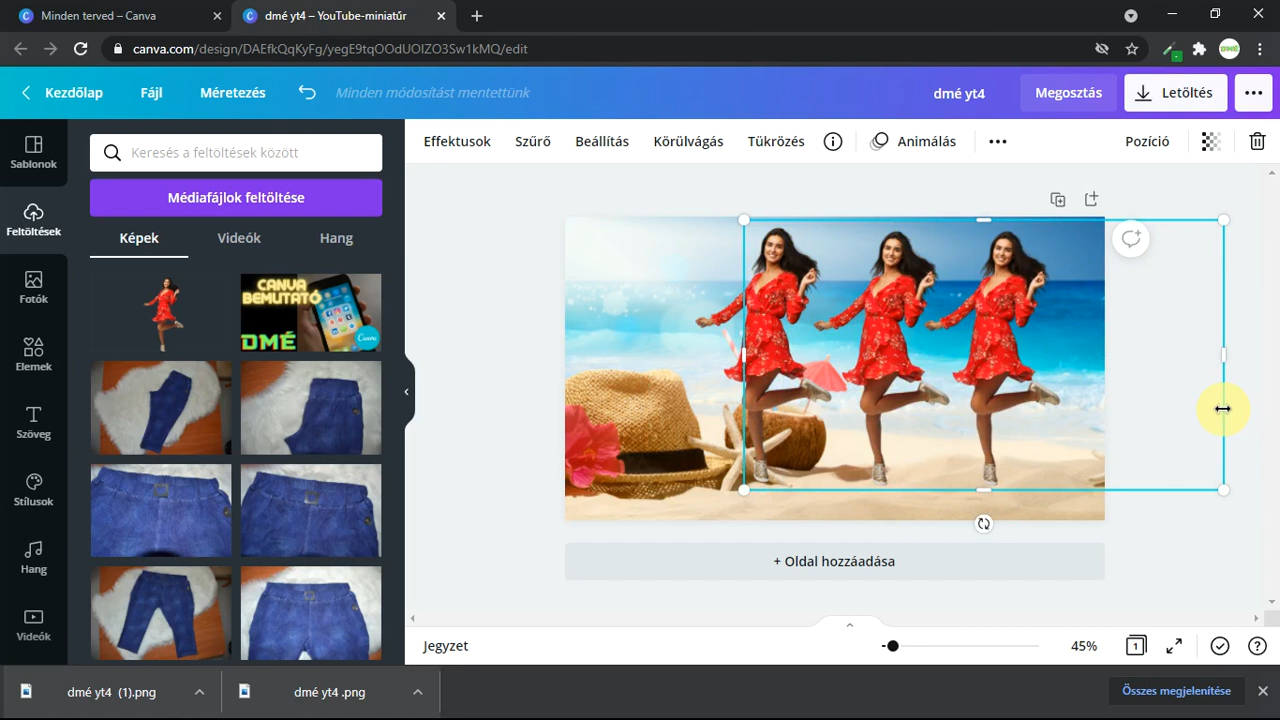 Minden terved – Canva
dmé yt4 – YouTube-miniatűr
canva.com/design/DAEfkQqKyFg/yegE9tqOOdUOIZO3Sw1kMQ/edit
Kezdőlap
Fájl
Méretezés
Minden módosítást mentettünk
dmé yt4
Megosztás
Letöltés
Sablonok
Feltöltések
Fotók
Elemek
Szöveg
Stílusok
Hang
Videók
Keresés a feltöltések között
Médiafájlok feltöltése
Képek
Videók
Hang
CANVA
BEMUTATÓ
DMÉ
Canva
Effektusok
Szűrő
Beállítás
Körülvágás
Tükrözés
Animálás
Pozíció
+ Oldal hozzáadása
Jegyzet
45%
1
dmé yt4 (1).png
dmé yt4 .png
Összes megjelenítése